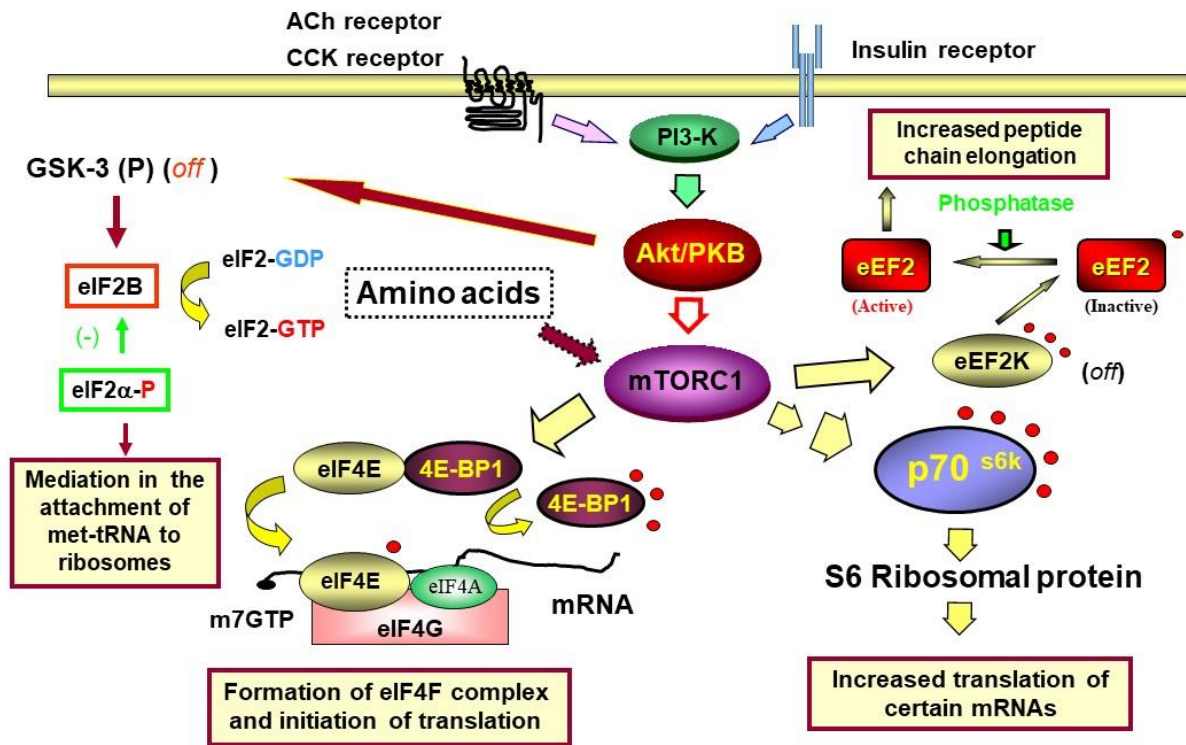 ACh receptor
CCK receptor
Insulin receptor
PI3-K
Increased peptide
chain elongation
GSK-3 (P) (off)
Phosphatase
Akt/PKB
eEF2
eEF2
(Active)
(Inactive)
eIF2B
eIF2-GDP
eIF2-GTP
Amino acids
(-)
eIF2α-P
mTORC1
eEF2K
(off)
Mediation in the
attachment of
met-tRNA to
ribosomes
eIF4E
4E-BP1
4E-BP1
p70 s6k
eIF4E
eIF4A
m7GTP
mRNA
eIF4G
S6 Ribosomal protein
Formation of eIF4F complex
and initiation of translation
Increased translation of
certain mRNAs